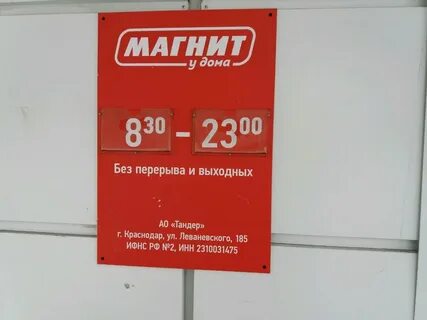 МАГНИТ
у дома
8³⁰ – 23⁰⁰
Без перерыва и выходных
АО «Тандер»
г. Краснодар, ул. Леваневского, 185
ИФНС РФ №2, ИНН 2310031475